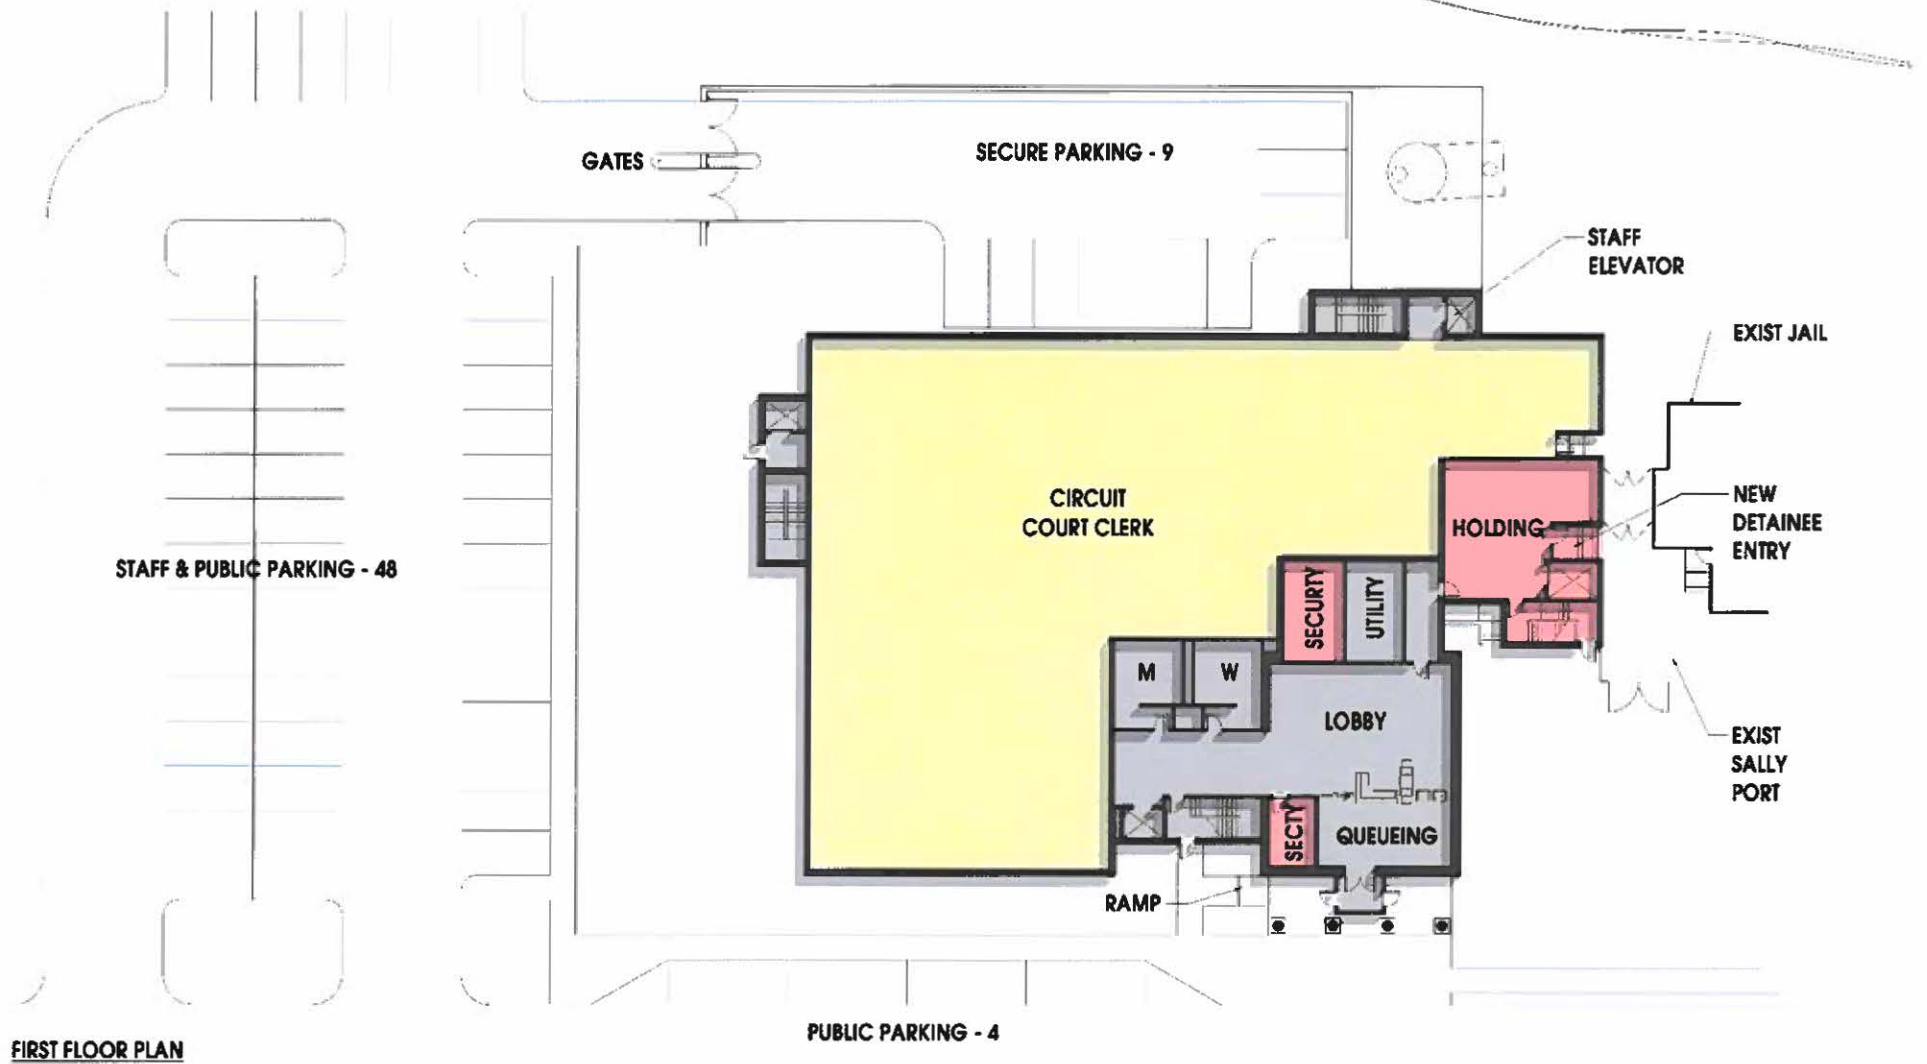 SECURE PARKING - 9
GATES
STAFF
ELEVATOR
EXIST JAIL
CIRCUIT
COURT CLERK
HOLDING
NEW
DETAINEE
ENTRY
STAFF & PUBLIC PARKING - 48
SECURTY
UTILITY
M
W
LOBBY
EXIST
SALLY
PORT
SECTY
QUEUEING
RAMP
PUBLIC PARKING - 4
FIRST FLOOR PLAN